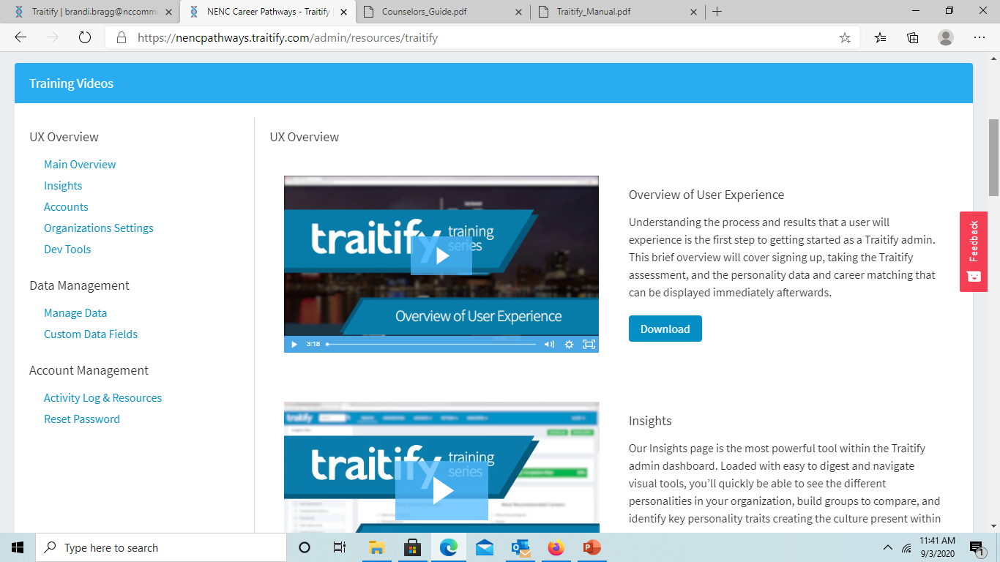 Traitify | brandi.bragg@nccomm
NENC Career Pathways - Traitify
Counselors_Guide.pdf
Traitify_Manual.pdf
https://nencpathways.traitify.com/admin/resources/traitify
Training Videos
UX Overview
Main Overview
Insights
Accounts
Organizations Settings
Dev Tools
Data Management
Manage Data
Custom Data Fields
Account Management
Activity Log & Resources
Reset Password
UX Overview
traitify training series
Overview of User Experience
3:18
Overview of User Experience
Understanding the process and results that a user will
experience is the first step to getting started as a Traitify admin.
This brief overview will cover signing up, taking the Traitify
assessment, and the personality data and career matching that
can be displayed immediately afterwards.
Download
traitify
traitify training series
Insights
Our Insights page is the most powerful tool within the Traitify
admin dashboard. Loaded with easy to digest and navigate
visual tools, you'll quickly be able to see the different
personalities in your organization, build groups to compare, and
identify key personality traits creating the culture present within
Feedback
Type here to search
11:41 AM
9/3/2020
1